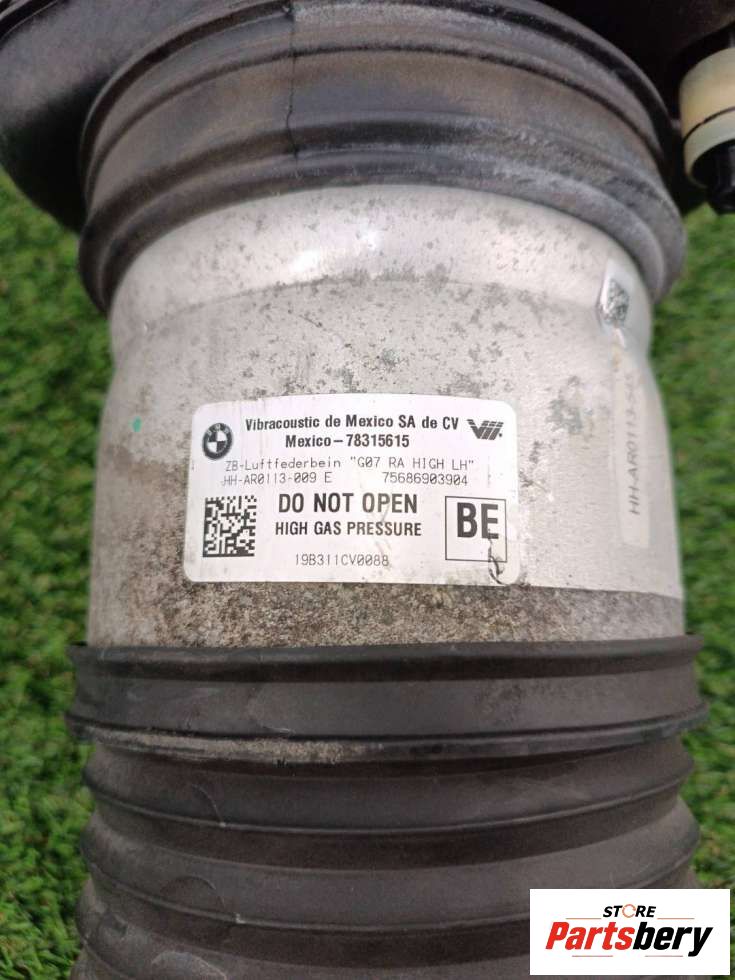 Vibracoustic de Mexico SA de CV
Mexico-78315615
ZB-Luftfederbein "G07 RA HIGH LH"
HH-AR0113-009 E 75686903904
DO NOT OPEN
HIGH GAS PRESSURE
BE
19B311CV0088
STORE
Partsbery